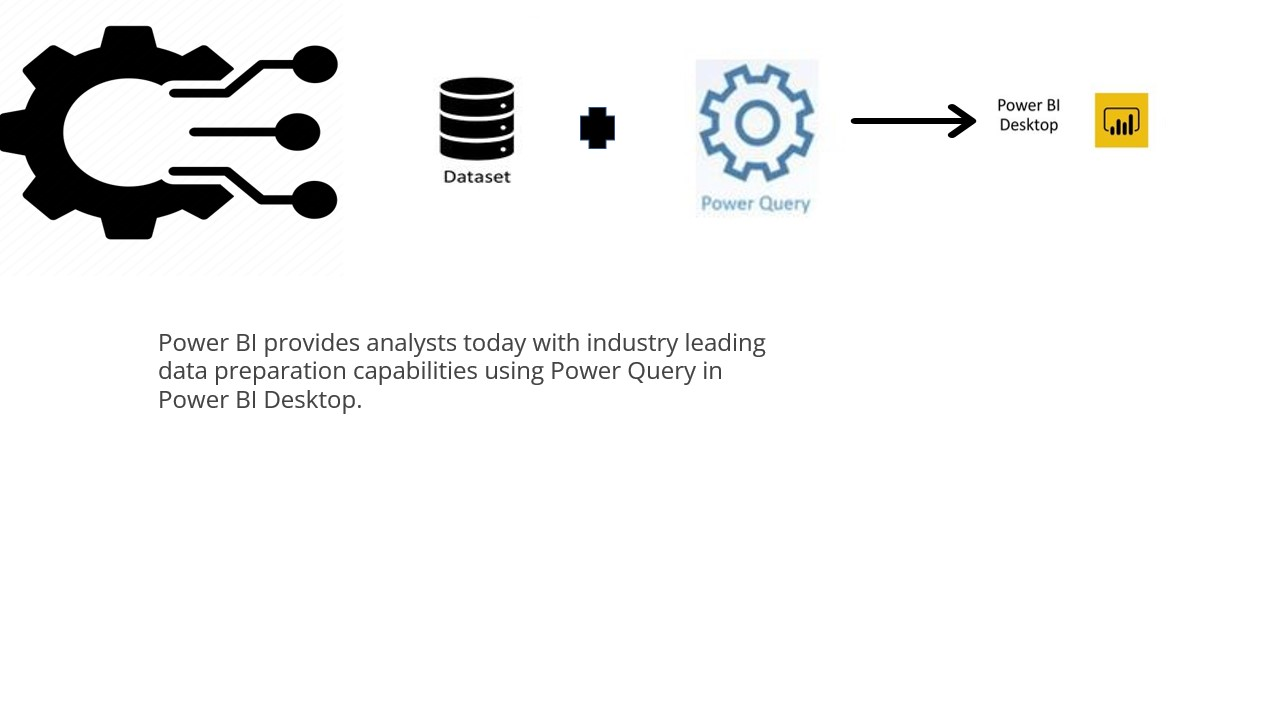 Power BI
Desktop
Dataset
Power Query
Power BI provides analysts today with industry leading
data preparation capabilities using Power Query in
Power BI Desktop.